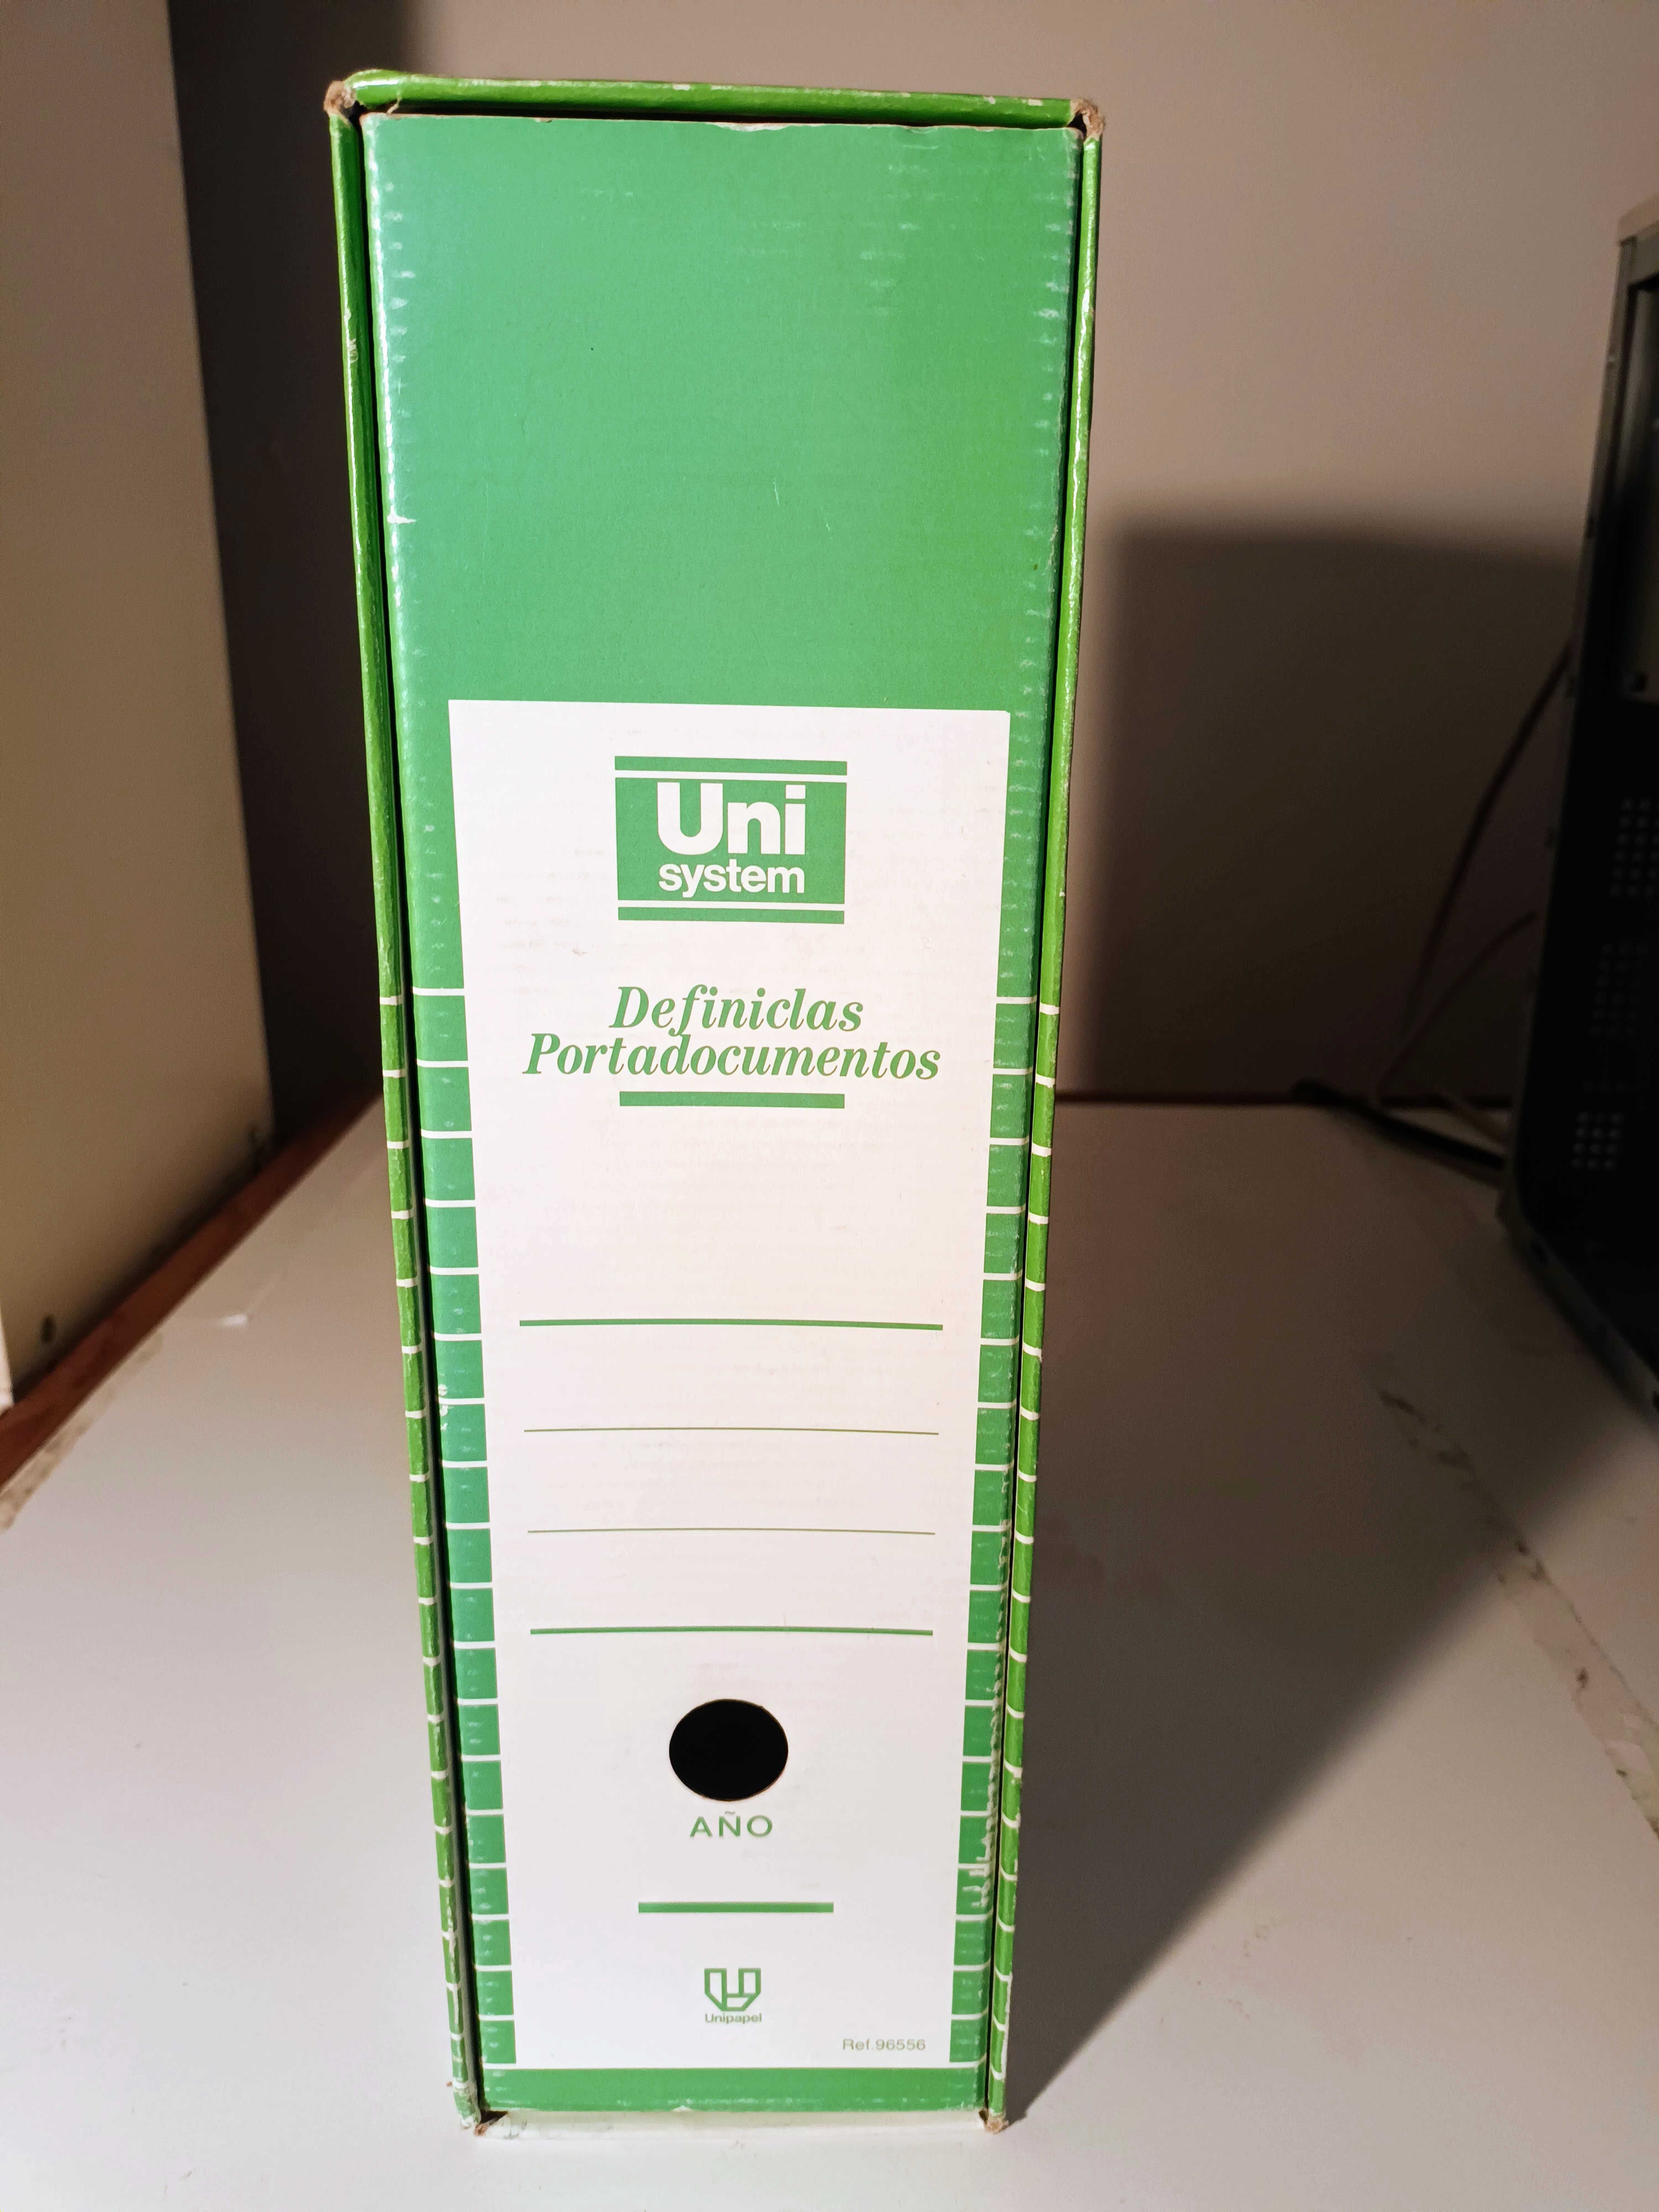 Uni
system
Definiclas
Portadocumentos
AÑO
Unipapel
Ref.96556